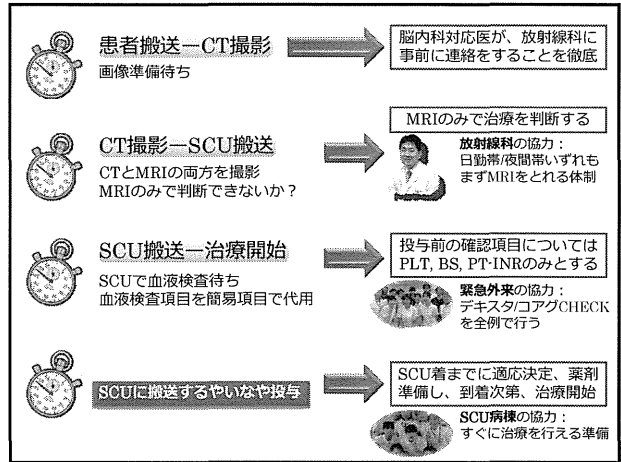 患者搬送ーCT撮影
画像準備待ち
脳内科対応医が、放射線科に
事前に連絡をすることを徹底
CT撮影ーSCU搬送
CTとMRIの両方を撮影
MRIのみで判断できないか？
MRIのみで治療を判断する
放射線科の協力：
日勤帯/夜間帯いずれも
まずMRIをとれる体制
SCU搬送ー治療開始
SCUで血液検査待ち
血液検査項目を簡易項目で代用
投与前の確認項目については
PLT, BS, PT-INRのみとする
緊急外来の協力：
デキスタ/コアグCHECK
を全例で行う
SCUに搬送するやいなや投与
SCU着までに適応決定、薬剤
準備し、到着次第、治療開始
SCU病棟の協力：
すぐに治療を行える準備